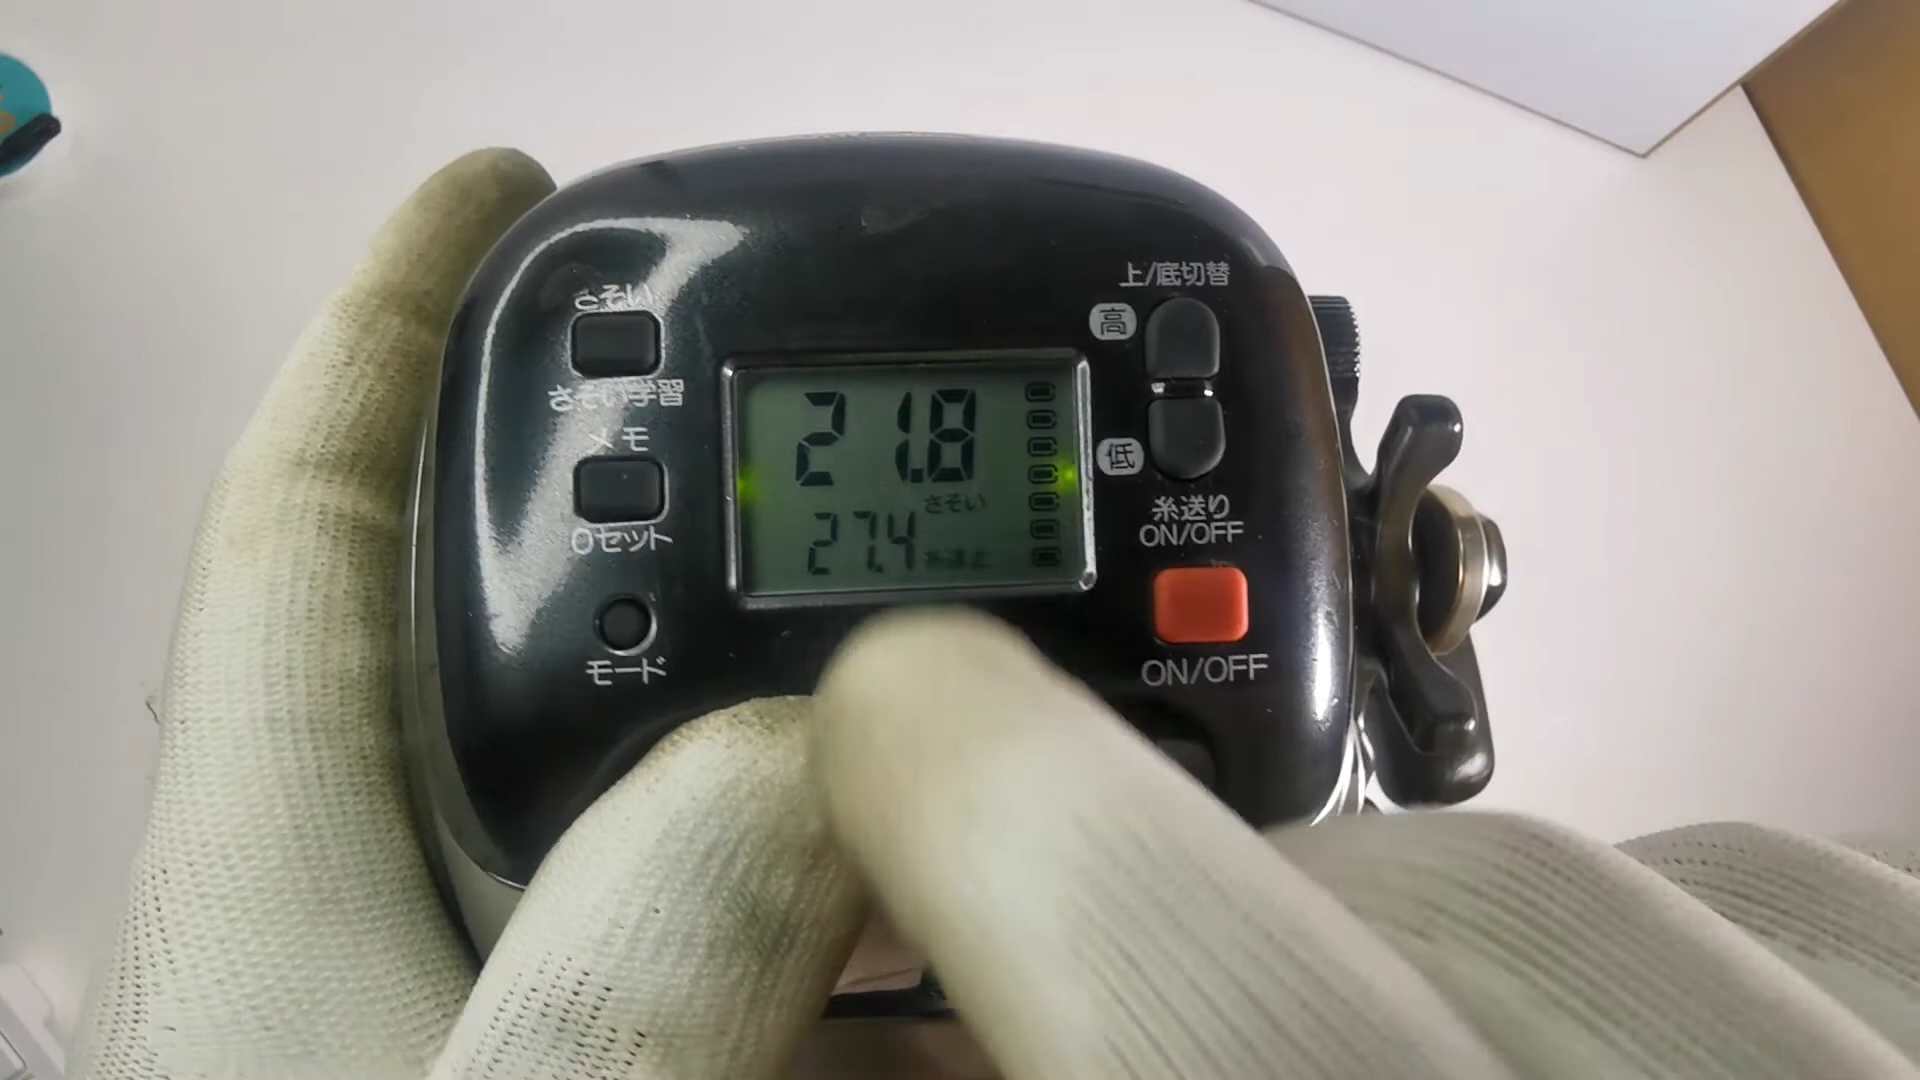 さそい
さそい学習
メモ
0セット
モード
21.8
さそい
27.4
上/底切替
高
低
糸送り
ON/OFF
ON/OFF